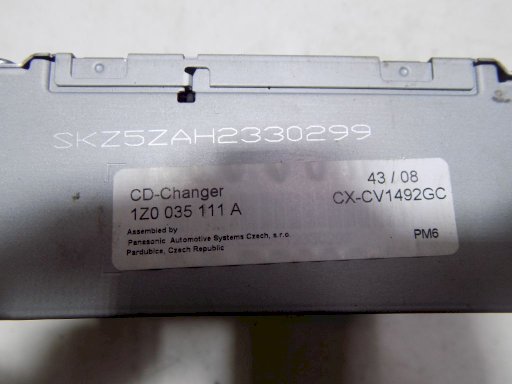 SKZ5ZAH2330299
43 / 08
CD-Changer
CX-CV1492GC
1Z0 035 111 A
Assembled by
Panasonic Automotive Systems Czech, s.r.o.
PM6
Pardubice, Czech Republic